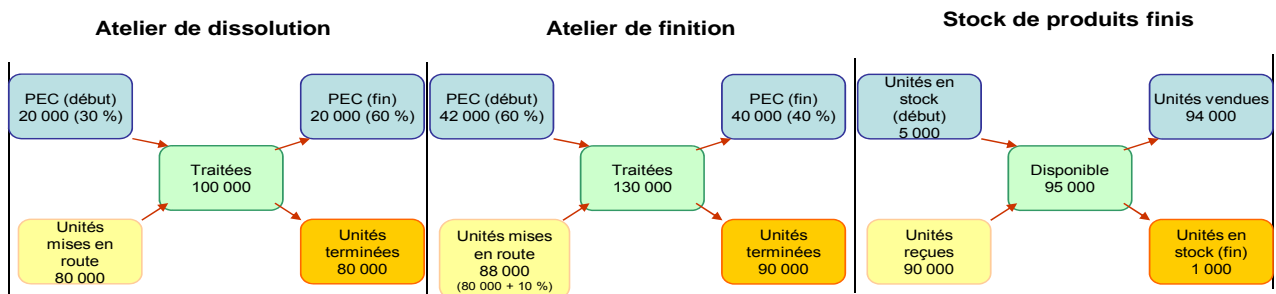 Atelier de dissolution
PEC (début)
20 000 (30 %)
PEC (fin)
20 000 (60 %)
Traitées
100 000
Unités
mises en
route
80 000
Unités
terminées
80 000
Atelier de finition
PEC (début)
42 000 (60 %)
PEC (fin)
40 000 (40 %)
Traitées
130 000
Unités mises
en route
88 000
(80 000 + 10 %)
Unités
terminées
90 000
Stock de produits finis
Unités en
stock
(début)
5 000
Unités vendues
94 000
Disponible
95 000
Unités
reçues
90 000
Unités en
stock (fin)
1 000